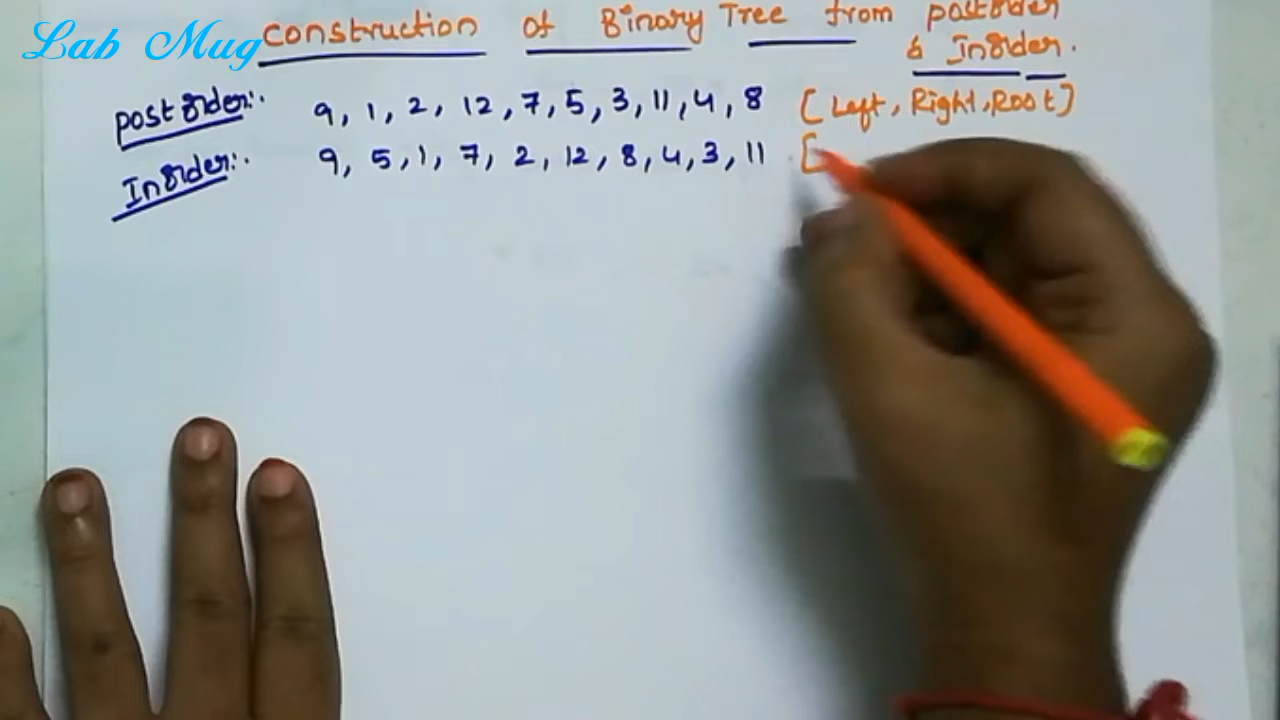 Lab Mug
construction of Binary Tree from postorder
& Inorder.
postorder:. 9, 1, 2, 12, 7, 5, 3, 11, 4, 8 [Left, Right, Root]
Inorder:. 9, 5, 1, 7, 2, 12, 8, 4, 3, 11 [